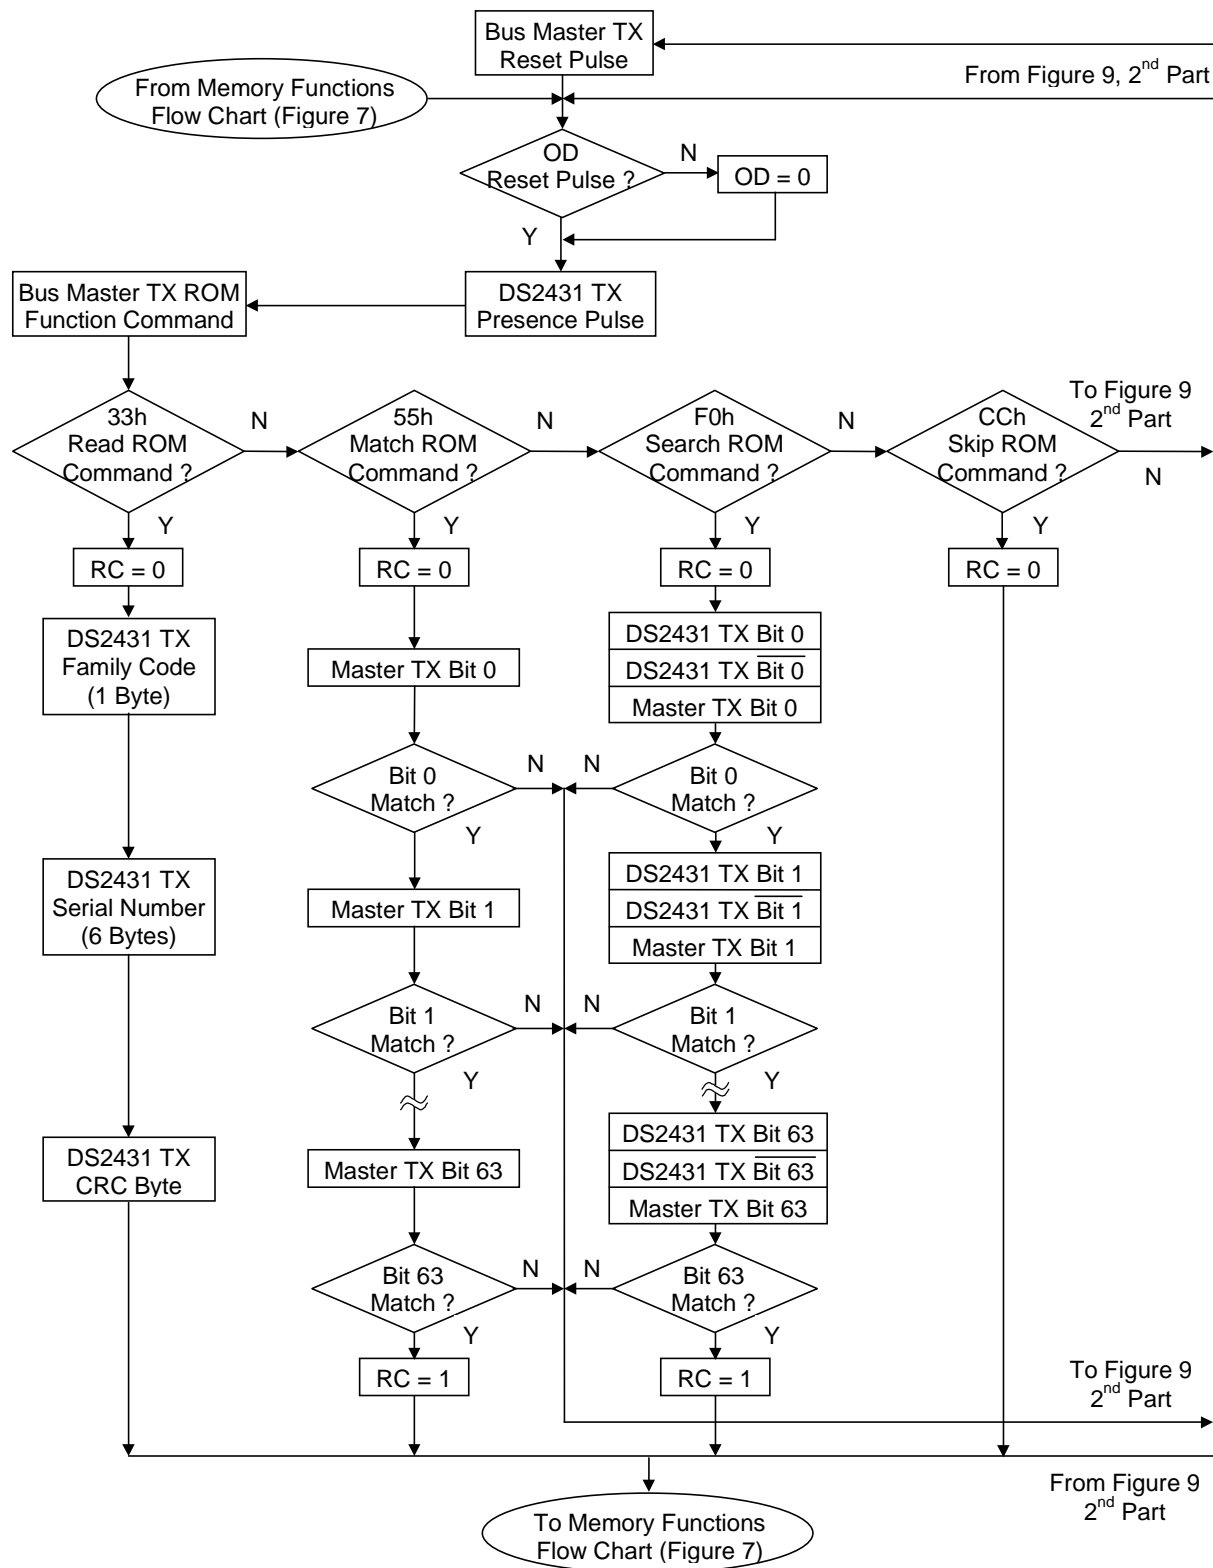 Bus Master TX
Reset Pulse
From Figure 9, 2nd Part
From Memory Functions
Flow Chart (Figure 7)
OD
Reset Pulse ?
N
OD = 0
Y
Bus Master TX ROM
Function Command
DS2431 TX
Presence Pulse
To Figure 9
2nd Part
33h
Read ROM
Command ?
N
55h
Match ROM
Command ?
N
F0h
Search ROM
Command ?
N
CCh
Skip ROM
Command ?
N
Y
Y
Y
Y
RC = 0
RC = 0
RC = 0
RC = 0
DS2431 TX
Family Code
(1 Byte)
Master TX Bit 0
DS2431 TX Bit 0
DS2431 TX B̅i̅t̅ ̅0̅
Master TX Bit 0
Bit 0
Match ?
N
N
Bit 0
Match ?
Y
Y
DS2431 TX
Serial Number
(6 Bytes)
Master TX Bit 1
DS2431 TX Bit 1
DS2431 TX B̅i̅t̅ ̅1̅
Master TX Bit 1
Bit 1
Match ?
N
N
Bit 1
Match ?
Y
Y
DS2431 TX
CRC Byte
Master TX Bit 63
DS2431 TX Bit 63
DS2431 TX B̅i̅t̅ ̅6̅3̅
Master TX Bit 63
Bit 63
Match ?
N
N
Bit 63
Match ?
Y
Y
RC = 1
RC = 1
To Figure 9
2nd Part
From Figure 9
2nd Part
To Memory Functions
Flow Chart (Figure 7)